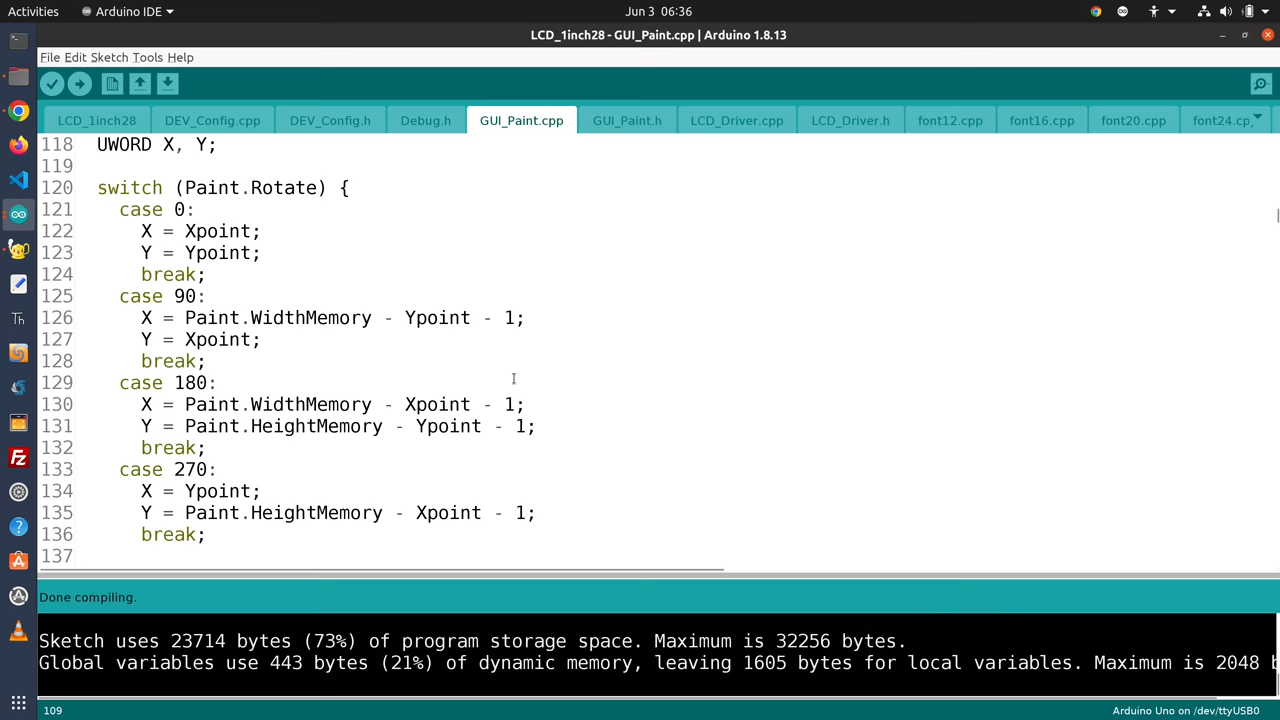 Activities
Arduino IDE
Jun 3 06:36
LCD_1inch28 - GUI_Paint.cpp | Arduino 1.8.13
File Edit Sketch Tools Help
LCD_1inch28 DEV_Config.cpp DEV_Config.h Debug.h GUI_Paint.cpp GUI_Paint.h LCD_Driver.cpp LCD_Driver.h font12.cpp font16.cpp font20.cpp font24.cp
118 UWORD X, Y;
119
120 switch (Paint.Rotate) {
121 case 0:
122 X = Xpoint;
123 Y = Ypoint;
124 break;
125 case 90:
126 X = Paint.WidthMemory - Ypoint - 1;
127 Y = Xpoint;
128 break;
129 case 180:
130 X = Paint.WidthMemory - Xpoint - 1;
131 Y = Paint.HeightMemory - Ypoint - 1;
132 break;
133 case 270:
134 X = Ypoint;
135 Y = Paint.HeightMemory - Xpoint - 1;
136 break;
137
Done compiling.
Sketch uses 23714 bytes (73%) of program storage space. Maximum is 32256 bytes.
Global variables use 443 bytes (21%) of dynamic memory, leaving 1605 bytes for local variables. Maximum is 2048 b
109
Arduino Uno on /dev/ttyUSB0
Th
Fz